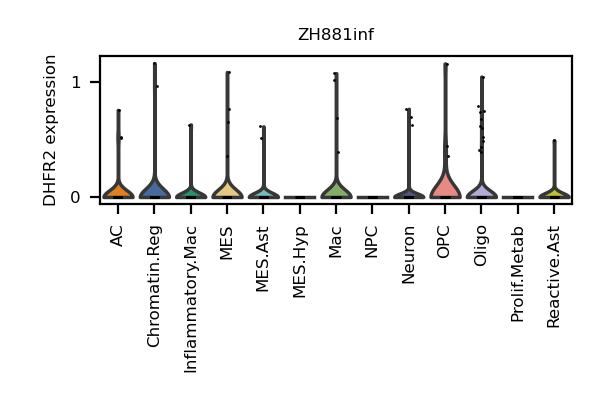 ZH881inf
DHFR2 expression
1
0
AC
Chromatin.Reg
Inflammatory.Mac
MES
MES.Ast
MES.Hyp
Mac
NPC
Neuron
OPC
Oligo
Prolif.Metab
Reactive.Ast